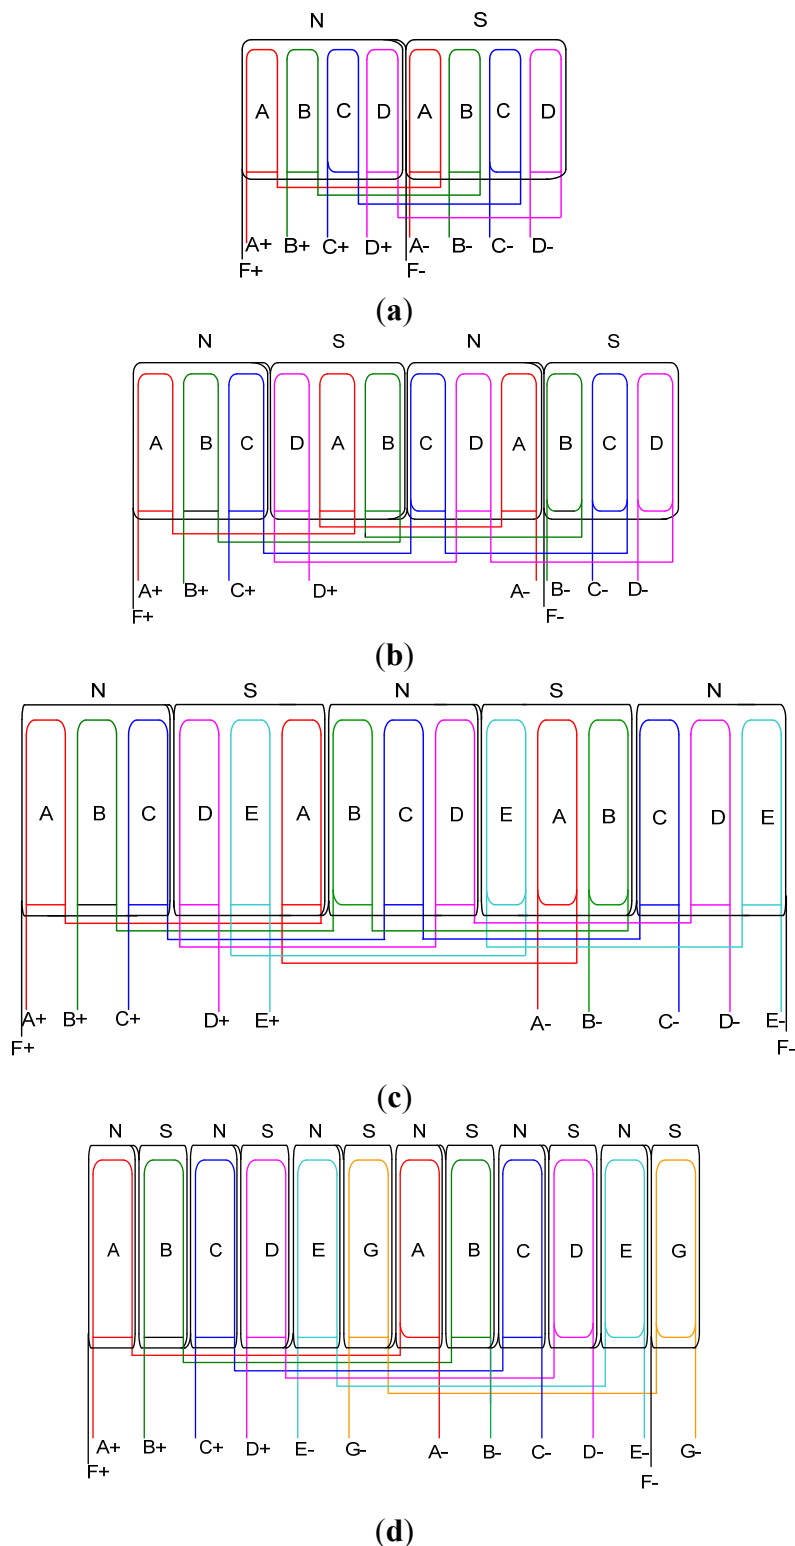 N S
A B C D A B C D
A+ B+ C+ D+ A- B- C- D-
F+ F-
(a)
N S N S
A B C D A B C D A B C D
A+ B+ C+ D+ A- B- C- D-
F+ F-
(b)
N S N S N
A B C D E A B C D E A B C D E
A+ B+ C+ D+ E+ A- B- C- D- E-
F+ F-
(c)
N S N S N S N S N S N S
A B C D E G A B C D E G
A+ B+ C+ D+ E- G- A- B- C- D- E- G-
F+ F-
(d)